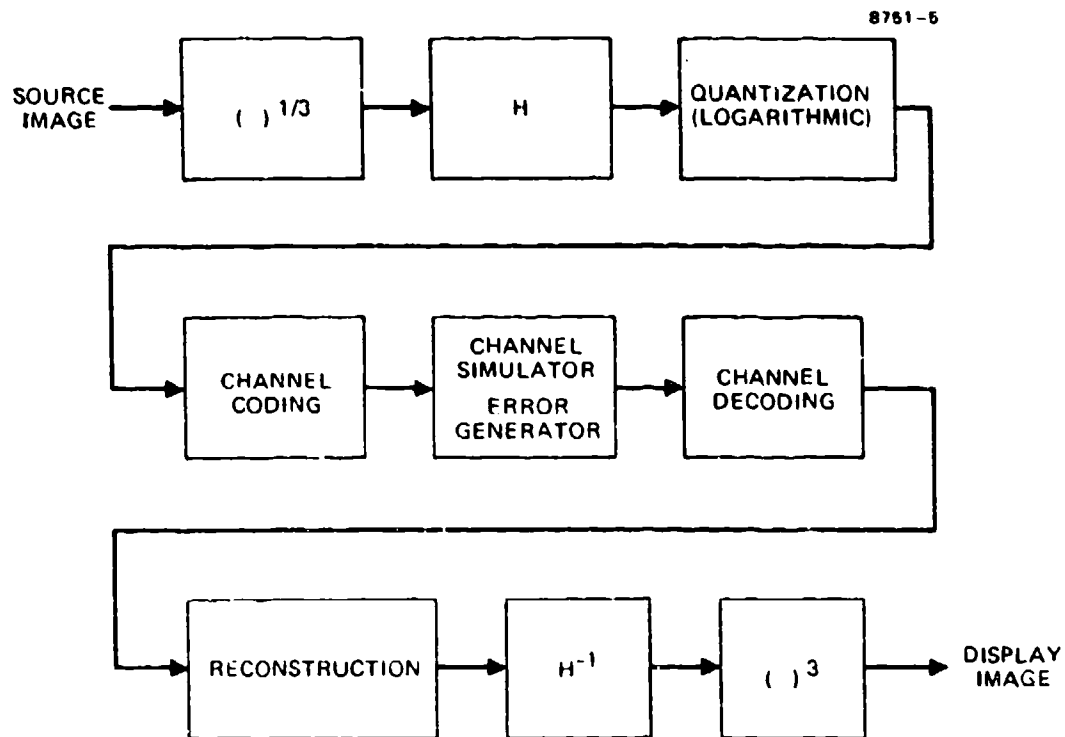 8751-5
SOURCE
IMAGE
( ) 1/3
H
QUANTIZATION
(LOGARITHMIC)
CHANNEL
CODING
CHANNEL
SIMULATOR
ERROR
GENERATOR
CHANNEL
DECODING
RECONSTRUCTION
H-1
( ) 3
DISPLAY
IMAGE